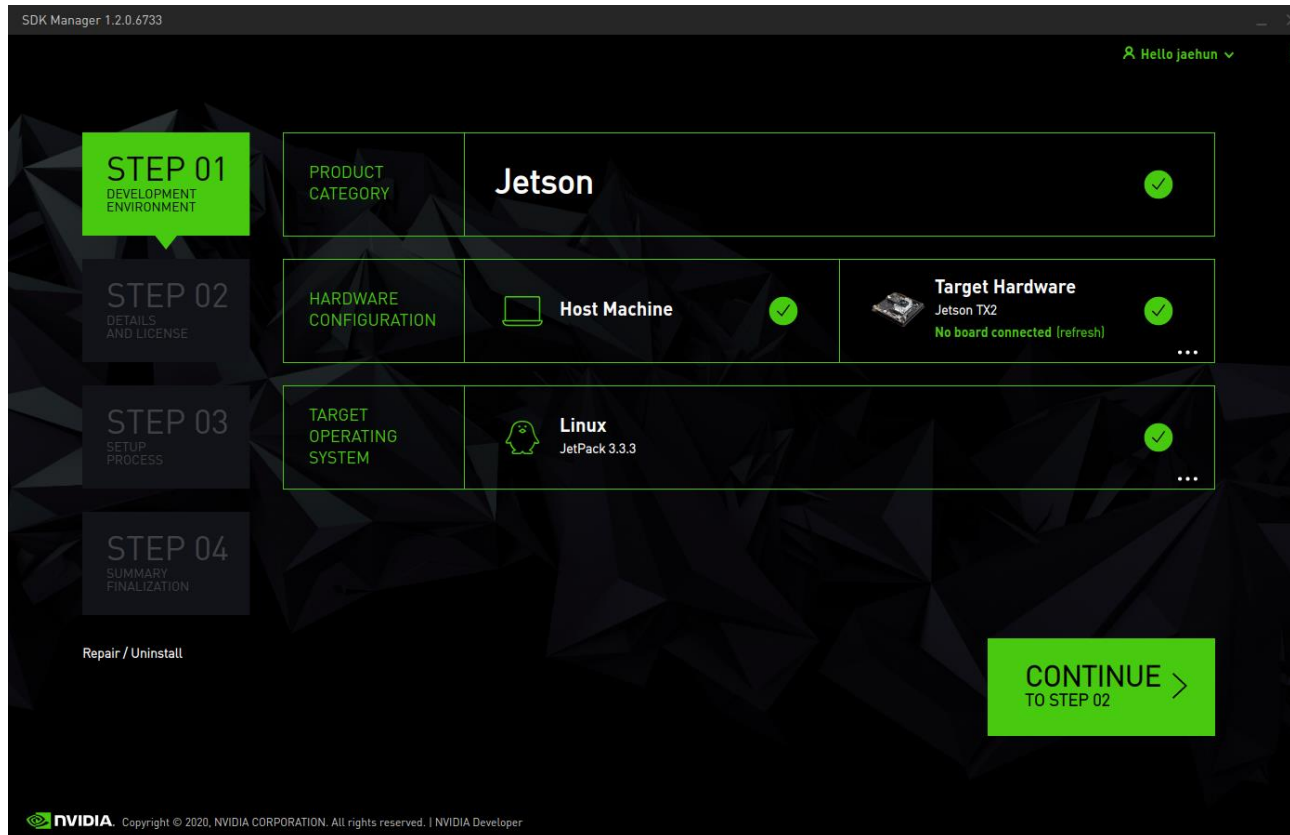 SDK Manager 1.2.0.6733
Hello jaehun
STEP 01
DEVELOPMENT
ENVIRONMENT
PRODUCT
CATEGORY
Jetson
STEP 02
DETAILS
AND LICENSE
HARDWARE
CONFIGURATION
Host Machine
Target Hardware
Jetson TX2
No board connected (refresh)
STEP 03
SETUP
PROCESS
TARGET
OPERATING
SYSTEM
Linux
JetPack 3.3.3
STEP 04
SUMMARY
FINALIZATION
Repair / Uninstall
CONTINUE
TO STEP 02
NVIDIA. Copyright © 2020, NVIDIA CORPORATION. All rights reserved. | NVIDIA Developer